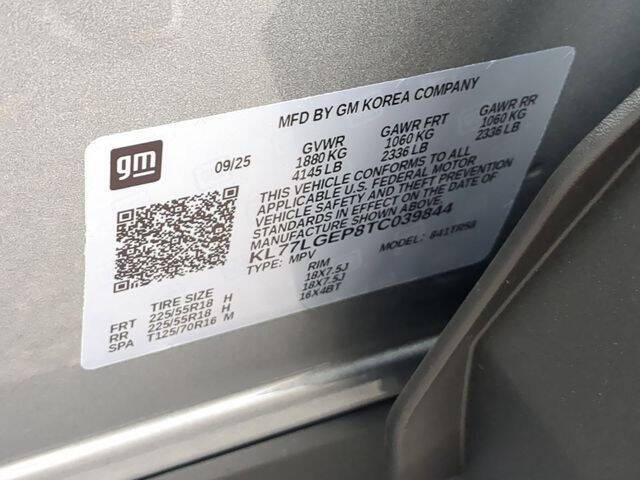 MFD BY GM KOREA COMPANY
gm
09/25
GVWR GAWR FRT GAWR RR
1880 KG 1060 KG 1060 KG
4145 LB 2336 LB 2336 LB
THIS VEHICLE CONFORMS TO ALL
APPLICABLE U.S. FEDERAL MOTOR
VEHICLE SAFETY AND THEFT PREVENTION
STANDARDS IN EFFECT ON THE DATE OF
MANUFACTURE SHOWN ABOVE.
KL77LGEP8TC039844
TYPE: MPV MODEL: 841TR58
TIRE SIZE RIM
FRT 225/55R18 H 18X7.5J
RR 225/55R18 H 18X7.5J
SPA T125/70R16 M 16X4BT